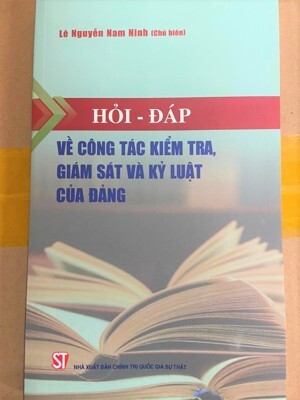 Lê Nguyễn Nam Ninh (Chủ biên)
HỎI - ĐÁP
VỀ CÔNG TÁC KIỂM TRA,
GIÁM SÁT VÀ KỶ LUẬT
CỦA ĐẢNG
ST
NHÀ XUẤT BẢN CHÍNH TRỊ QUỐC GIA SỰ THẬT